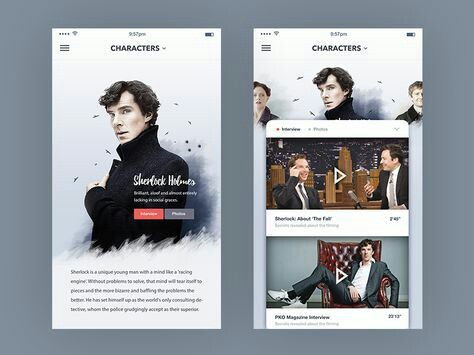 9:57pm
CHARACTERS
Sherlock Holmes
Brilliant, aloof and almost entirely
lacking in social graces.
Interview
Photos
Sherlock is a unique young man with a mind like a 'racing
engine'. Without problems to solve, that mind will tear itself to
pieces and the more bizarre and baffling the problems the
better. He has set himself up as the world's only consulting de-
tective, whom the police grudgingly accept as their superior.
9:57pm
CHARACTERS
Interview
Photos
Sherlock: About 'The Fall'
2'45"
Secrets revealed about the filming
PKO Magazine Interview
20'13"
Secrets revealed about the filming